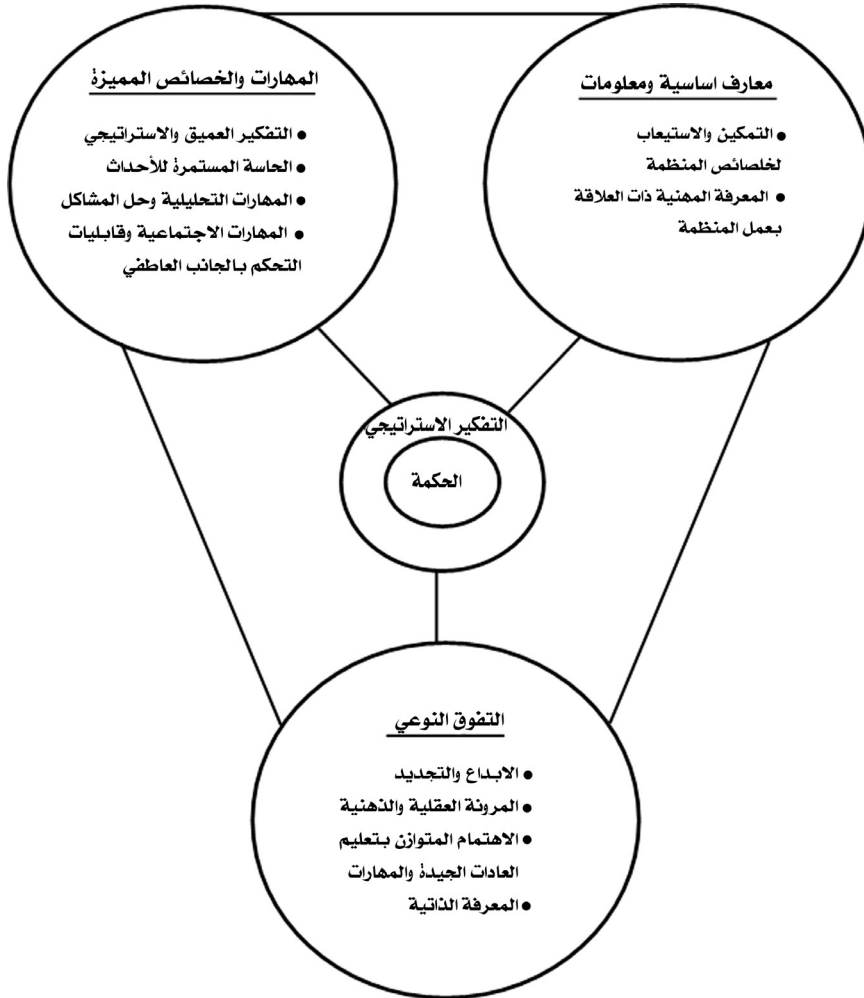 معارف اساسية ومعلومات
● التمكين والاستيعاب
لخلصائص المنظمة
● المعرفة المهنية ذات العلاقة
بعمل المنظمة
المهارات والخصائص المميزة
● التفكير العميق والاستراتيجي
● الحاسة المستمرة للأحداث
● المهارات التحليلية وحل المشاكل
● المهارات الاجتماعية وقابليات
التحكم بالجانب العاطفي
التفكير الاستراتيجي
الحكمة
التفوق النوعي
● الابداع والتجديد
● المرونة العقلية والذهنية
● الاهتمام المتوازن بتعليم
العادات الجيدة والمهارات
● المعرفة الذاتية